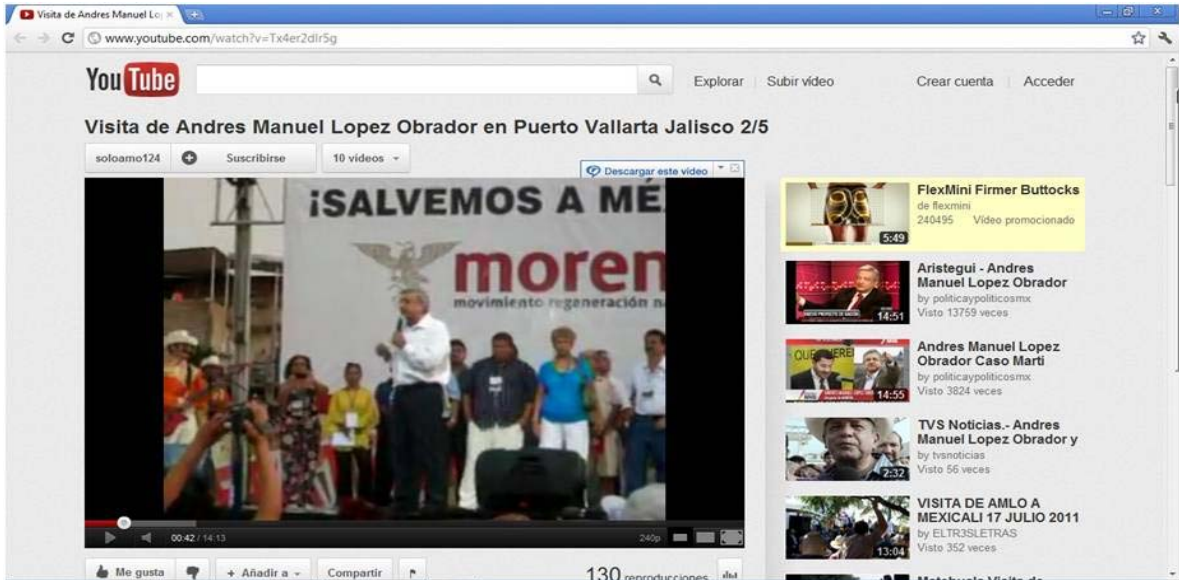 Visita de Andres Manuel Lo
www.youtube.com/watch?v=Tx4er2dIr5g
YouTube
Explorar
Subir vídeo
Crear cuenta
Acceder
Visita de Andres Manuel Lopez Obrador en Puerto Vallarta Jalisco 2/5
soloamo124
Suscribirse
10 vídeos
Descargar este vídeo
¡SALVEMOS A MÉ
moren
movimiento regeneración na
00:42 / 14:13
240p
Me gusta
+ Añadir a
Compartir
130 reproducciones
FlexMini Firmer Buttocks
de flexmini
240495 Vídeo promocionado
5:49
Aristegui - Andres
Manuel Lopez Obrador
by politicaypoliticosmx
Visto 13759 veces
14:51
Andres Manuel Lopez
Obrador Caso Marti
by politicaypoliticosmx
Visto 3824 veces
14:55
TVS Noticias.- Andres
Manuel Lopez Obrador y
by tvsnoticias
Visto 56 veces
2:32
VISITA DE AMLO A
MEXICALI 17 JULIO 2011
by ELTR3SLETRAS
Visto 352 veces
13:04